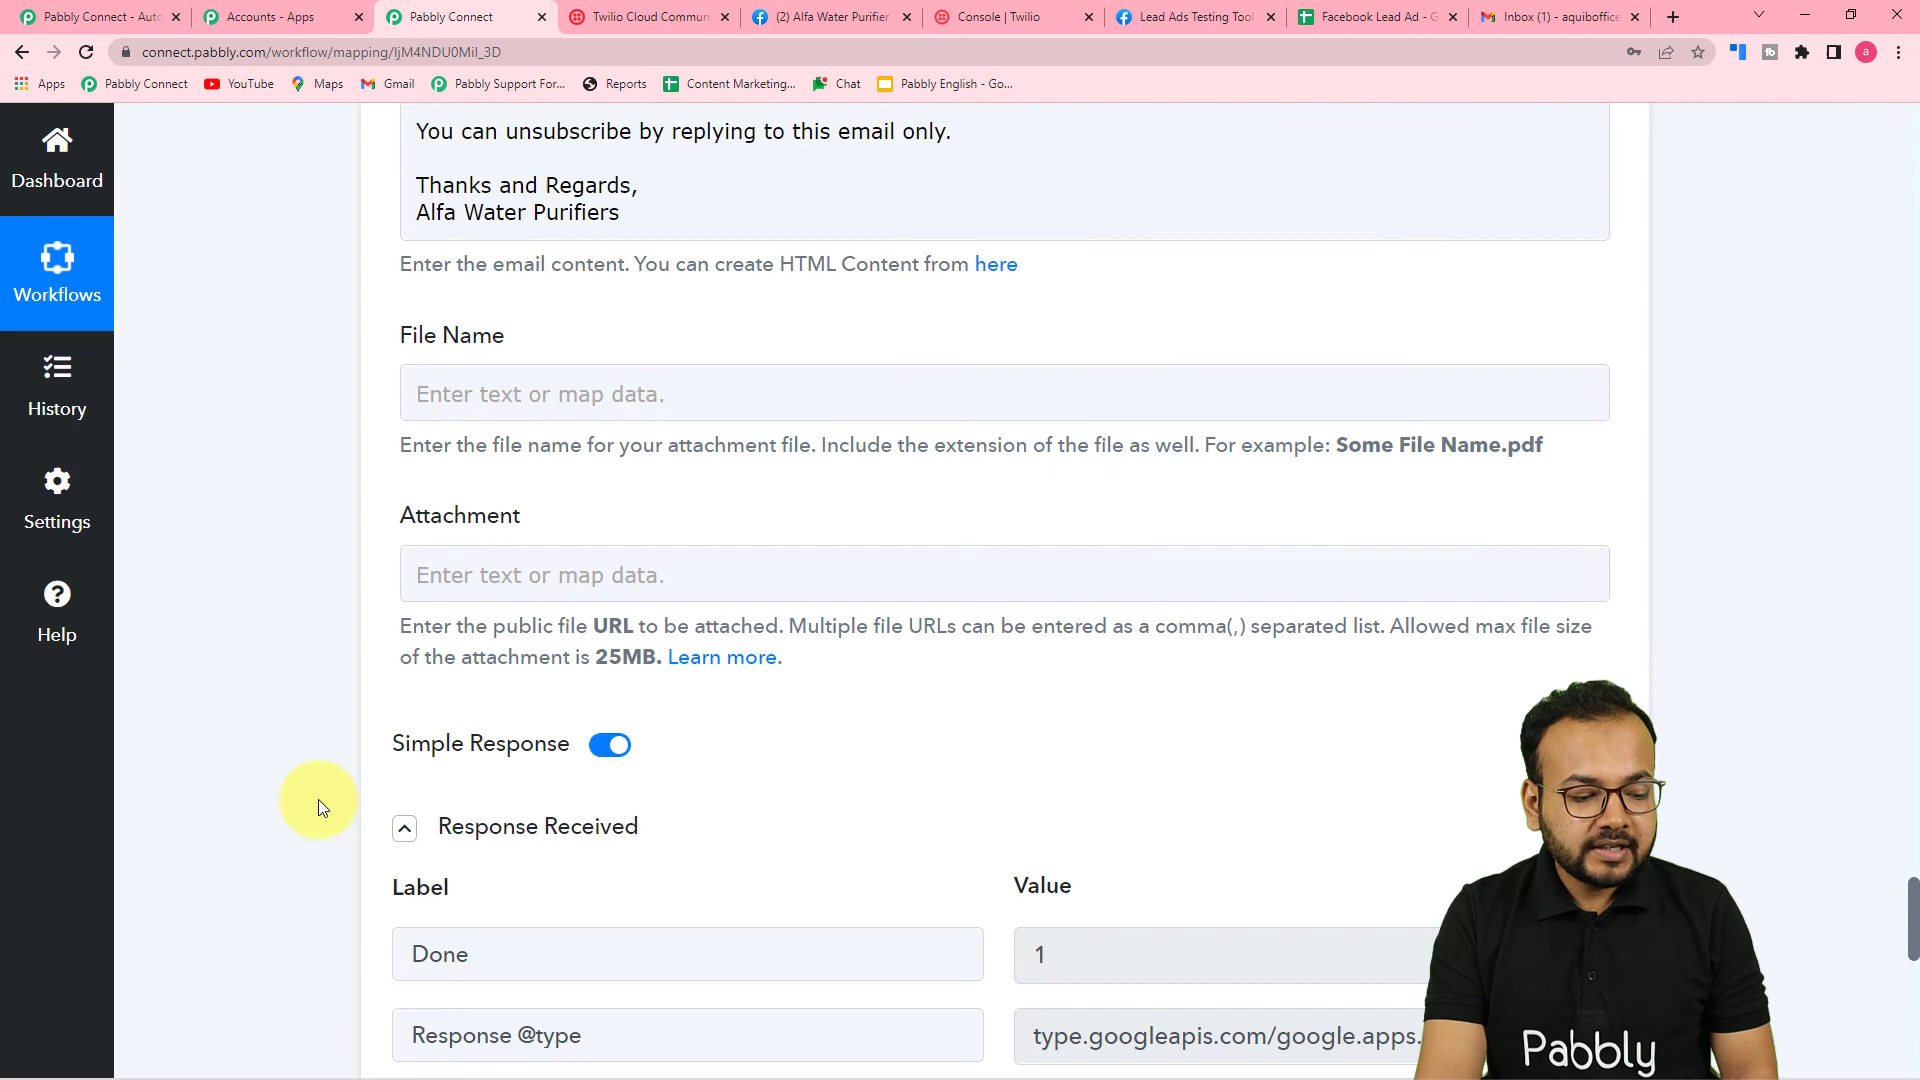 Pabbly Connect - Auto
Accounts - Apps
Pabbly Connect
Twilio Cloud Commun
(2) Alfa Water Purifier
Console | Twilio
Lead Ads Testing Tool
Facebook Lead Ad - G
Inbox (1) - aquiboffice
connect.pabbly.com/workflow/mapping/IjM4NDU0MiI_3D
a
Apps
Pabbly Connect
YouTube
Maps
Gmail
Pabbly Support For...
Reports
Content Marketing...
Chat
Pabbly English - Go...
Dashboard
Workflows
History
Settings
Help
You can unsubscribe by replying to this email only.
Thanks and Regards,
Alfa Water Purifiers
Enter the email content. You can create HTML Content from here
File Name
Enter text or map data.
Enter the file name for your attachment file. Include the extension of the file as well. For example: Some File Name.pdf
Attachment
Enter text or map data.
Enter the public file URL to be attached. Multiple file URLs can be entered as a comma(,) separated list. Allowed max file size
of the attachment is 25MB. Learn more.
Simple Response
Response Received
Label
Value
Done
1
Response @type
type.googleapis.com/google.apps.
Pabbly